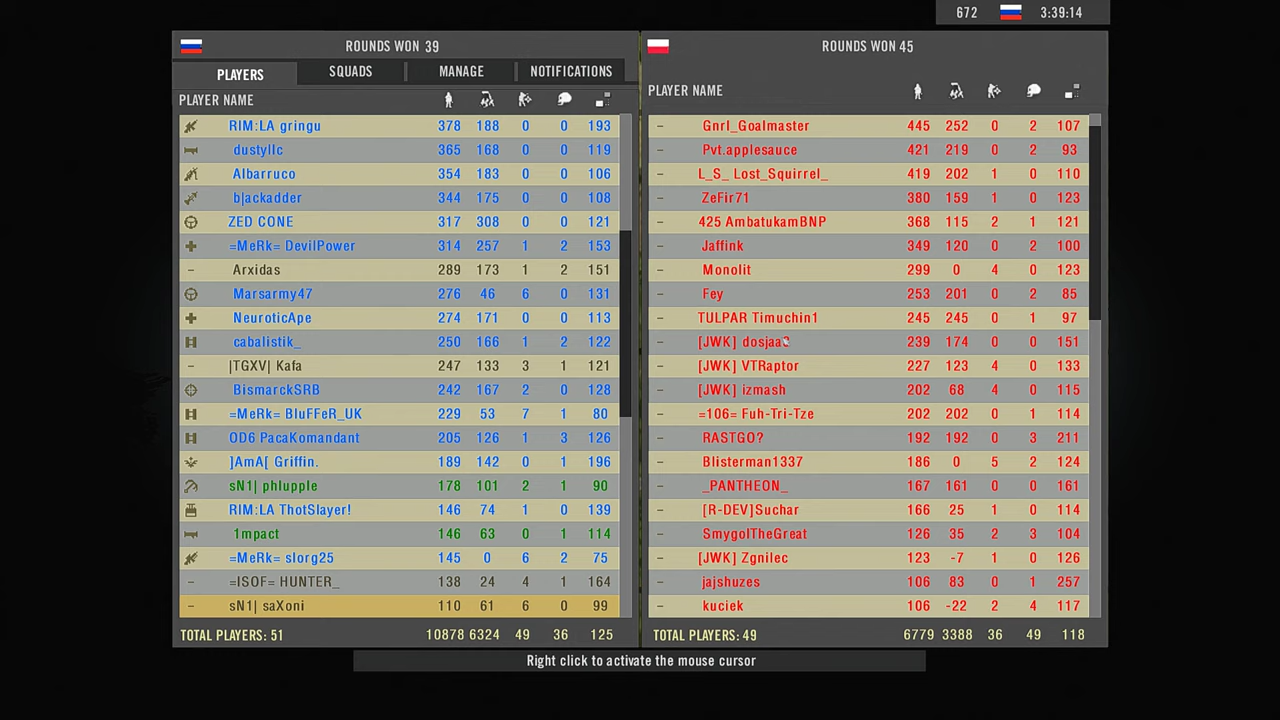 672 3:39:14
ROUNDS WON 39
PLAYERS SQUADS MANAGE NOTIFICATIONS
PLAYER NAME
RIM:LA gringu 378 188 0 0 193
dustyllc 365 168 0 0 119
Albarruco 354 183 0 0 106
b|ackadder 344 175 0 0 108
ZED CONE 317 308 0 0 121
=MeRk= DevilPower 314 257 1 2 153
- Arxidas 289 173 1 2 151
Marsarmy47 276 46 6 0 131
NeuroticApe 274 171 0 0 113
cabalistik_ 250 166 1 2 122
- |TGXV| Kafa 247 133 3 1 121
BismarckSRB 242 167 2 0 128
=MeRk= BluFFeR_UK 229 53 7 1 80
OD6 PacaKomandant 205 126 1 3 126
]AmA[ Griffin. 189 142 0 1 196
sN1| phlupple 178 101 2 1 90
RIM:LA ThotSlayer! 146 74 1 0 139
1mpact 146 63 0 1 114
=MeRk= slorg25 145 0 6 2 75
- =ISOF= HUNTER_ 138 24 4 1 164
- sN1| saXoni 110 61 6 0 99
TOTAL PLAYERS: 51 10878 6324 49 36 125
ROUNDS WON 45
PLAYER NAME
- Gnrl_Goalmaster 445 252 0 2 107
- Pvt.applesauce 421 219 0 2 93
- L_S_ Lost_Squirrel_ 419 202 1 0 110
- ZeFir71 380 159 1 0 123
- 425 AmbatukamBNP 368 115 2 1 121
- Jaffink 349 120 0 2 100
- Monolit 299 0 4 0 123
- Fey 253 201 0 2 85
- TULPAR Timuchin1 245 245 0 1 97
- [JWK] 239 174 0 0 151
- [JWK] VTRaptor 227 123 4 0 133
- [JWK] izmash 202 68 4 0 115
- =106= Fuh-Tri-Tze 202 202 0 1 114
- RASTGO? 192 192 0 3 211
- Blisterman1337 186 0 5 2 124
- _PANTHEON_ 167 161 0 0 161
- [R-DEV]Suchar 166 25 1 0 114
- SmygolTheGreat 126 35 2 3 104
- [JWK] Zgnilec 123 -7 1 0 126
- jajshuzes 106 83 0 1 257
- kuciek 106 -22 2 4 117
TOTAL PLAYERS: 49 6779 3388 36 49 118
Right click to activate the mouse cursor